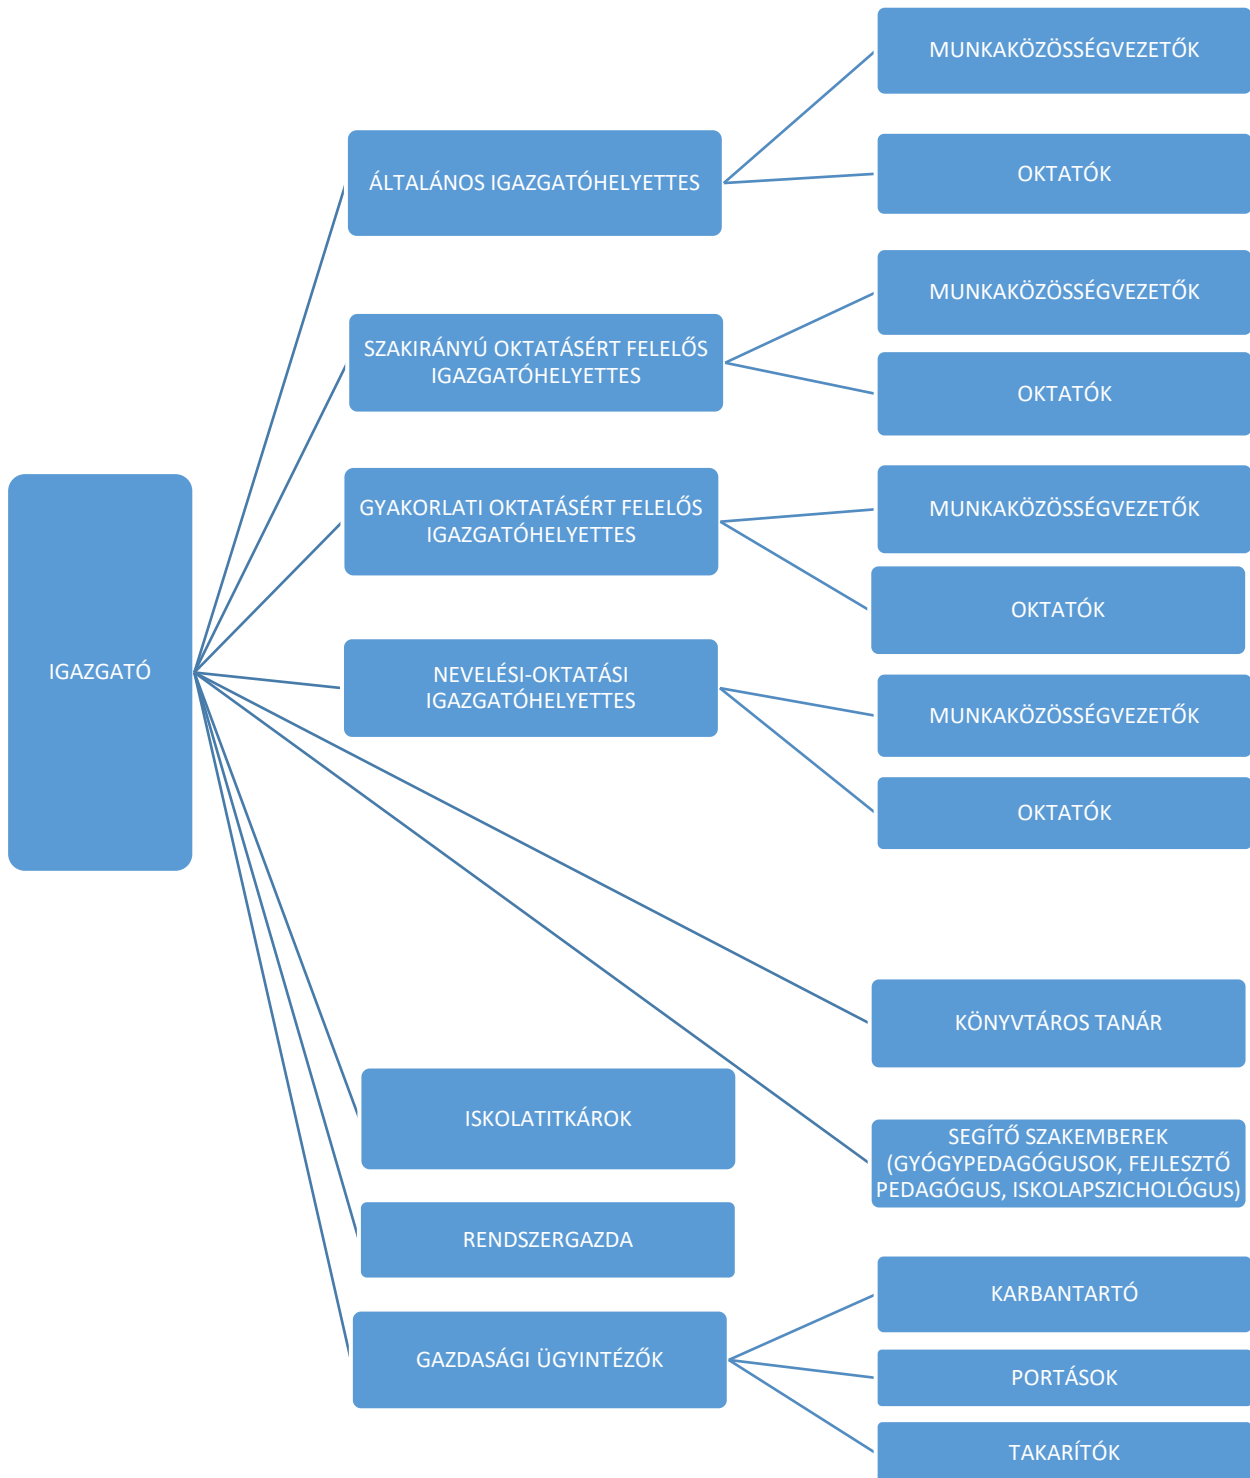 IGAZGATÓ
ÁLTALÁNOS IGAZGATÓHELYETTES
MUNKAKÖZÖSSÉGVEZETŐK
OKTATÓK
SZAKIRÁNYÚ OKTATÁSÉRT FELELŐS
IGAZGATÓHELYETTES
MUNKAKÖZÖSSÉGVEZETŐK
OKTATÓK
GYAKORLATI OKTATÁSÉRT FELELŐS
IGAZGATÓHELYETTES
MUNKAKÖZÖSSÉGVEZETŐK
OKTATÓK
NEVELÉSI-OKTATÁSI
IGAZGATÓHELYETTES
MUNKAKÖZÖSSÉGVEZETŐK
OKTATÓK
KÖNYVTÁROS TANÁR
SEGÍTŐ SZAKEMBEREK
(GYÓGYPEDAGÓGUSOK, FEJLESZTŐ
PEDAGÓGUS, ISKOLAPSZICHOLÓGUS)
ISKOLATITKÁROK
RENDSZERGAZDA
GAZDASÁGI ÜGYINTÉZŐK
KARBANTARTÓ
PORTÁSOK
TAKARÍTÓK